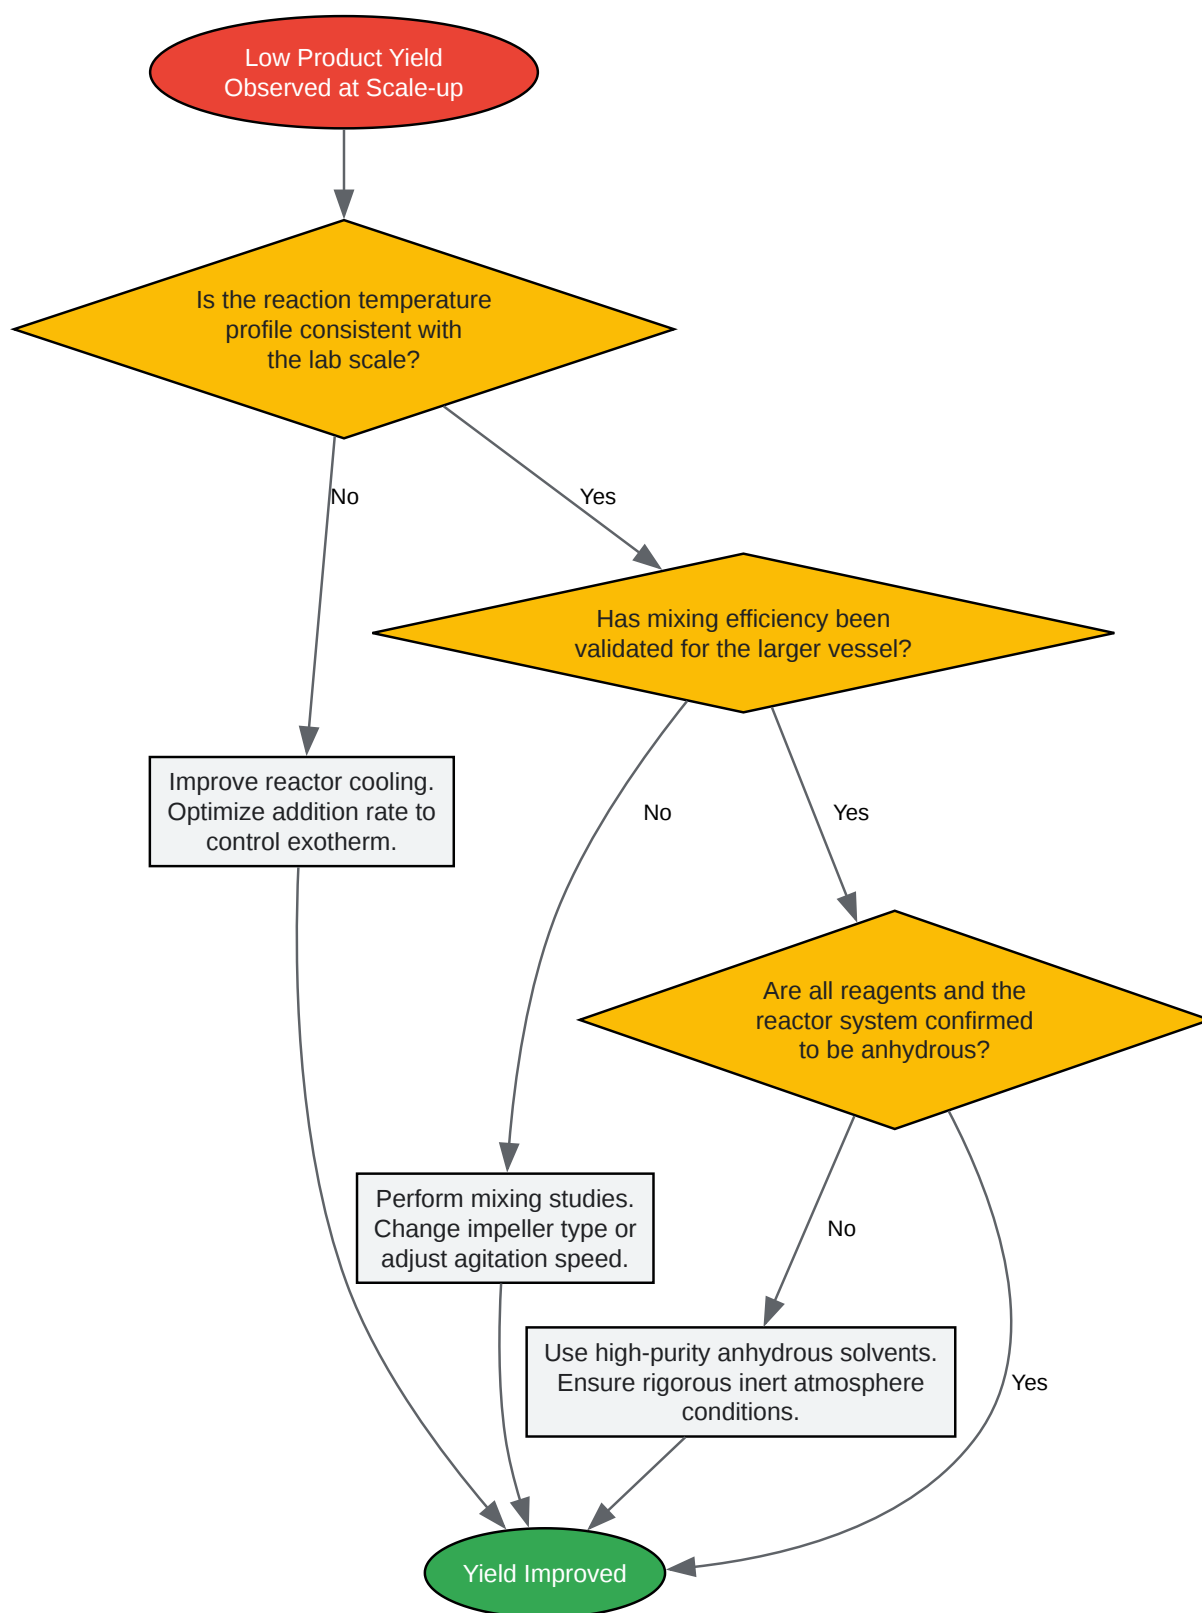 Low Product Yield
Observed at Scale-up
Is the reaction temperature
profile consistent with
the lab scale?
No
Yes
Has mixing efficiency been
validated for the larger vessel?
Improve reactor cooling.
Optimize addition rate to
control exotherm.
No
Yes
Are all reagents and the
reactor system confirmed
to be anhydrous?
Perform mixing studies.
Change impeller type or
adjust agitation speed.
No
Use high-purity anhydrous solvents.
Ensure rigorous inert atmosphere
conditions.
Yes
Yield Improved